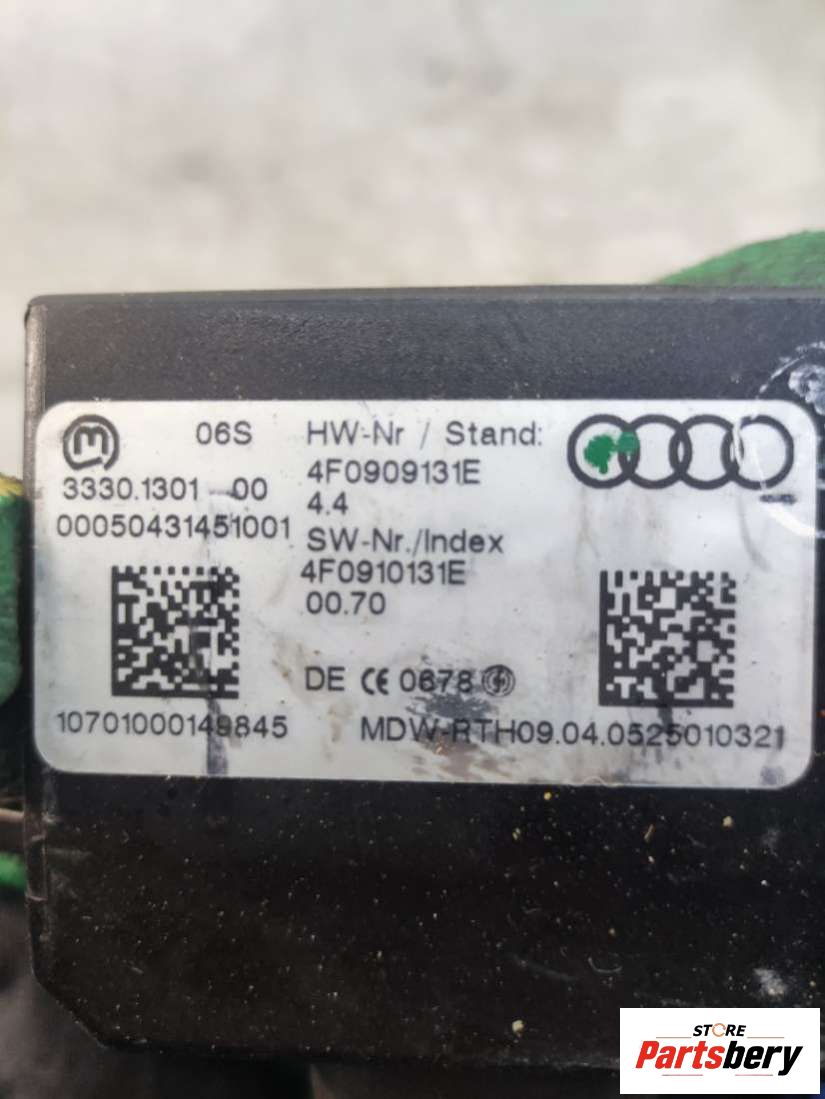 06S
3330.1301 00
00050431451001
HW-Nr / Stand:
4F0909131E
4.4
SW-Nr./Index
4F0910131E
00.70
DE CE 0678
10701000149845
MDW-RTH09.04.0525010321
STORE
Partsbery